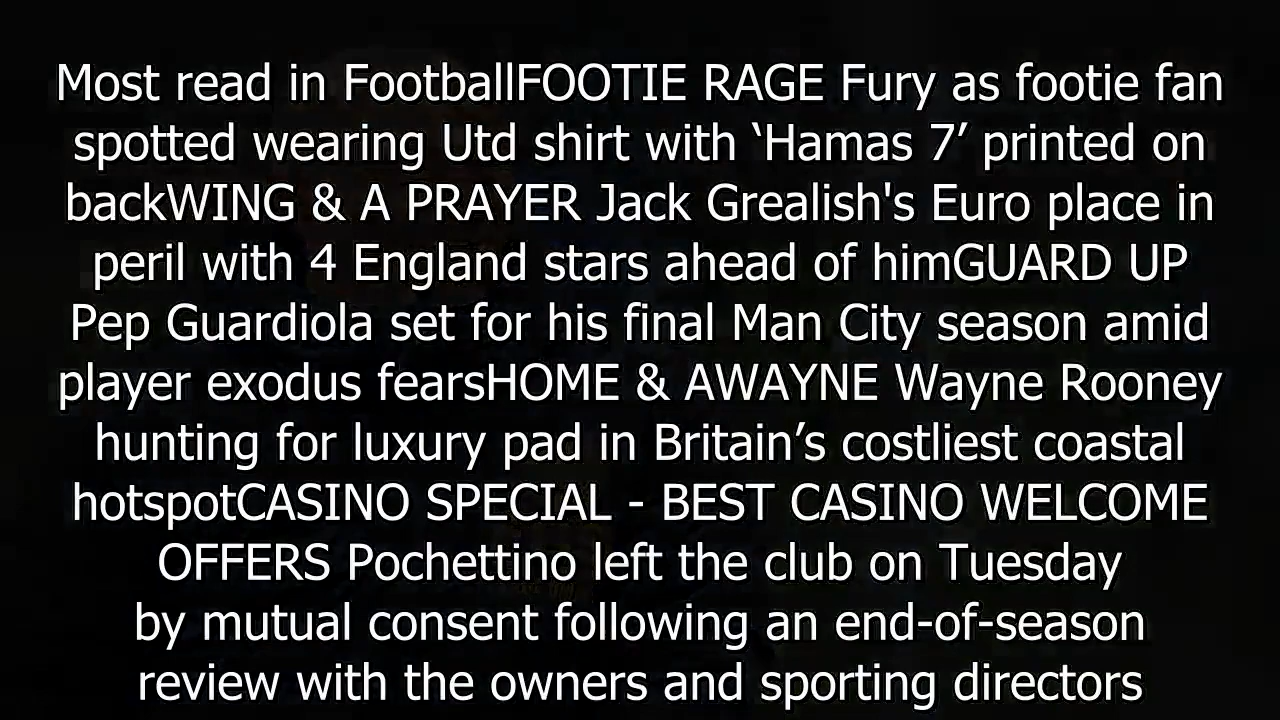 Most read in FootballFOOTIE RAGE Fury as footie fan
spotted wearing Utd shirt with ‘Hamas 7’ printed on
backWING & A PRAYER Jack Grealish's Euro place in
peril with 4 England stars ahead of himGUARD UP
Pep Guardiola set for his final Man City season amid
player exodus fearsHOME & AWAYNE Wayne Rooney
hunting for luxury pad in Britain’s costliest coastal
hotspotCASINO SPECIAL - BEST CASINO WELCOME
OFFERS Pochettino left the club on Tuesday
by mutual consent following an end-of-season
review with the owners and sporting directors